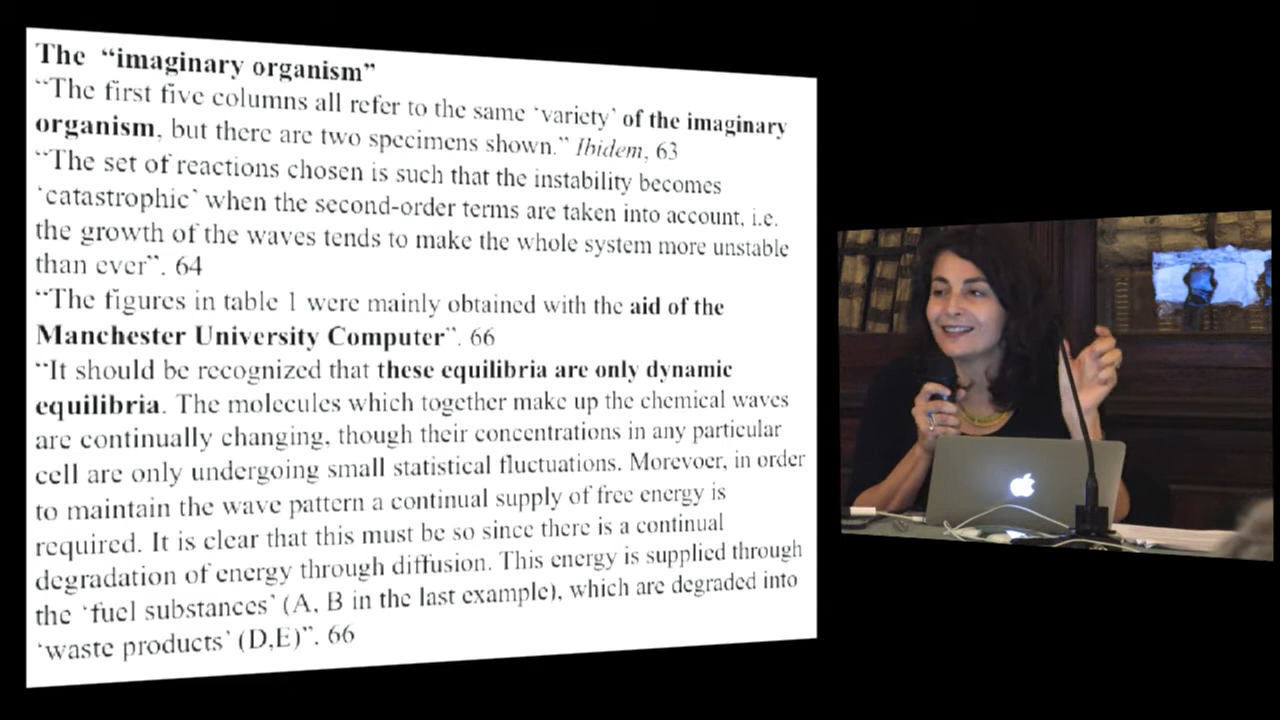 The “imaginary organism”
“The first five columns all refer to the same ‘variety’ of the imaginary
organism, but there are two specimens shown.” Ibidem, 63
“The set of reactions chosen is such that the instability becomes
‘catastrophic’ when the second-order terms are taken into account, i.e.
the growth of the waves tends to make the whole system more unstable
than ever”. 64
“The figures in table 1 were mainly obtained with the aid of the
Manchester University Computer”. 66
“It should be recognized that these equilibria are only dynamic
equilibria. The molecules which together make up the chemical waves
are continually changing, though their concentrations in any particular
cell are only undergoing small statistical fluctuations. Morevoer, in order
to maintain the wave pattern a continual supply of free energy is
required. It is clear that this must be so since there is a continual
degradation of energy through diffusion. This energy is supplied through
the ‘fuel substances’ (A, B in the last example), which are degraded into
‘waste products’ (D,E)”. 66